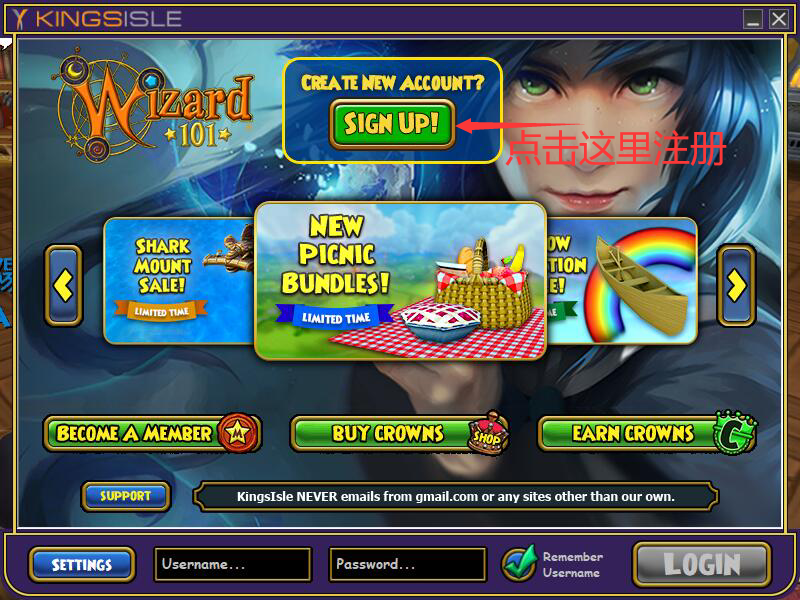 KINGSISLE
Wizard
101
CREATE NEW ACCOUNT?
SIGN UP!
点击这里注册
SHARK
MOUNT
SALE!
LIMITED TIME
NEW
PICNIC
BUNDLES!
LIMITED TIME
OW
TION
E!
ME
BECOME A MEMBER
BUY CROWNS
SHOP
EARN CROWNS
C
SUPPORT
KingsIsle NEVER emails from gmail.com or any sites other than our own.
SETTINGS
Username...
Password...
Remember
Username
LOGIN